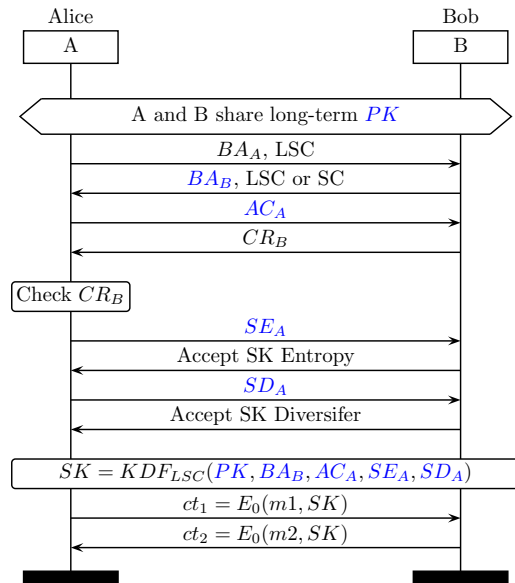 Alice Bob
A B
A and B share long-term PK
BA_A, LSC
BA_B, LSC or SC
AC_A
CR_B
Check CR_B
SE_A
Accept SK Entropy
SD_A
Accept SK Diversifer
SK = KDF_{LSC}(PK, BA_B, AC_A, SE_A, SD_A)
ct_1 = E_0(m1, SK)
ct_2 = E_0(m2, SK)